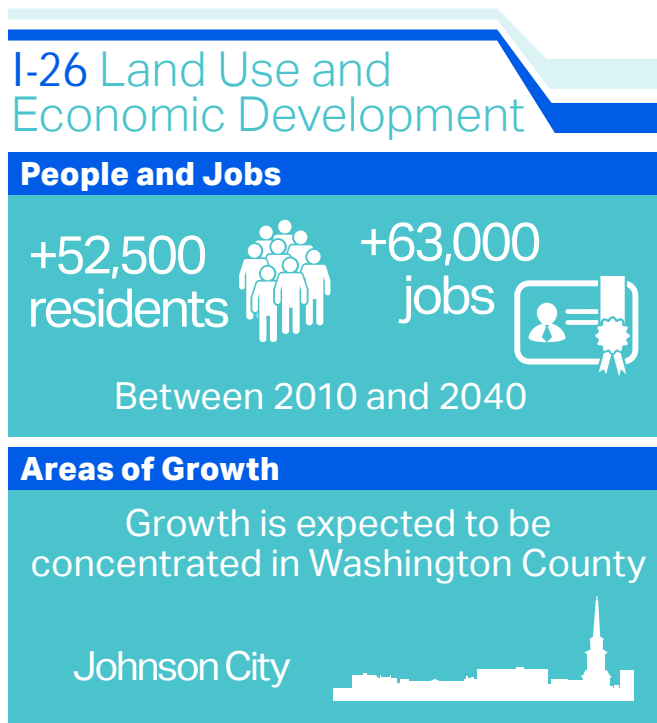 I-26 Land Use and
Economic Development
People and Jobs
+52,500
residents
+63,000
jobs
Between 2010 and 2040
Areas of Growth
Growth is expected to be
concentrated in Washington County
Johnson City